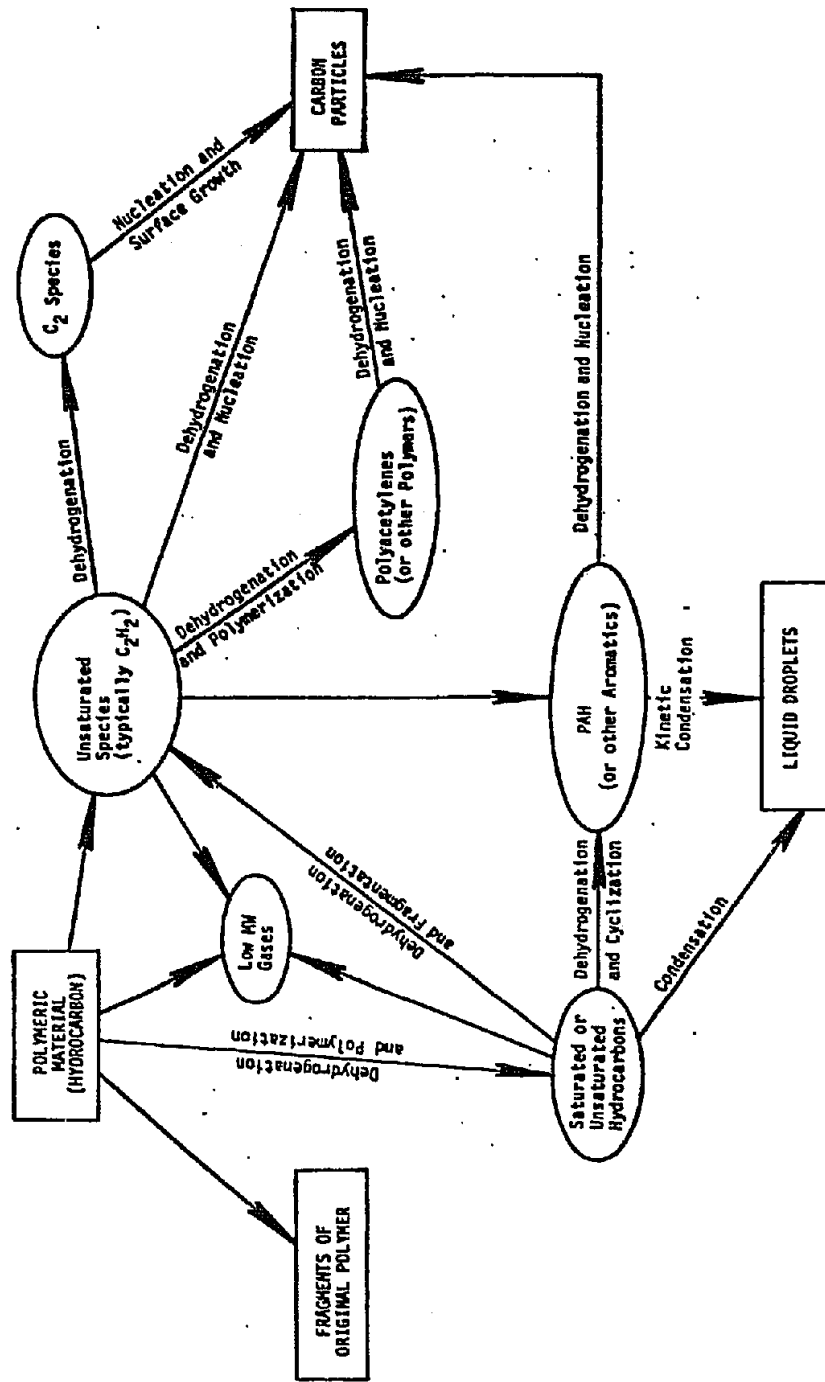 POLYMERIC
MATERIAL
(HYDROCARBON)
FRAGMENTS OF
ORIGINAL POLYMER
Low MW
Gases
Dehydrogenation
and Polymerization
Saturated or
Unsaturated
Hydrocarbons
Dehydrogenation
and Fragmentation
Unsaturated
Species
(typically C₂H₂)
Dehydrogenation
C₂ Species
Nucleation and
Surface Growth
CARBON
PARTICLES
Dehydrogenation
and Nucleation
Dehydrogenation
and Polymerization
Polyacetylenes
(or other Polymers)
Dehydrogenation
and Nucleation
Dehydrogenation
and Cyclization
PAH
(or other Aromatics)
Dehydrogenation and Nucleation
Kinetic
Condensation
Condensation
LIQUID DROPLETS